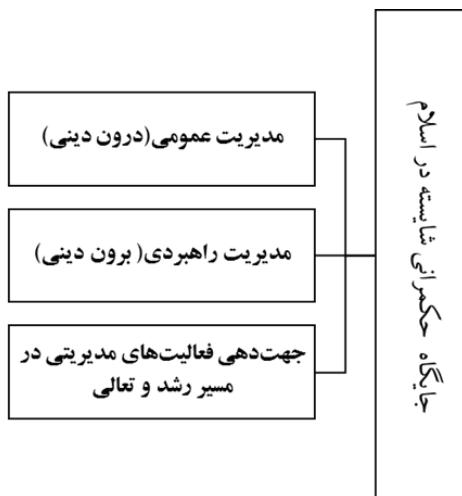 جایگاه حکمرانی شایسته در اسلام
مدیریت عمومی(درون دینی)
مدیریت راهبردی( برون دینی)
جهت‌دهی فعالیت‌های مدیریتی در
مسیر رشد و تعالی